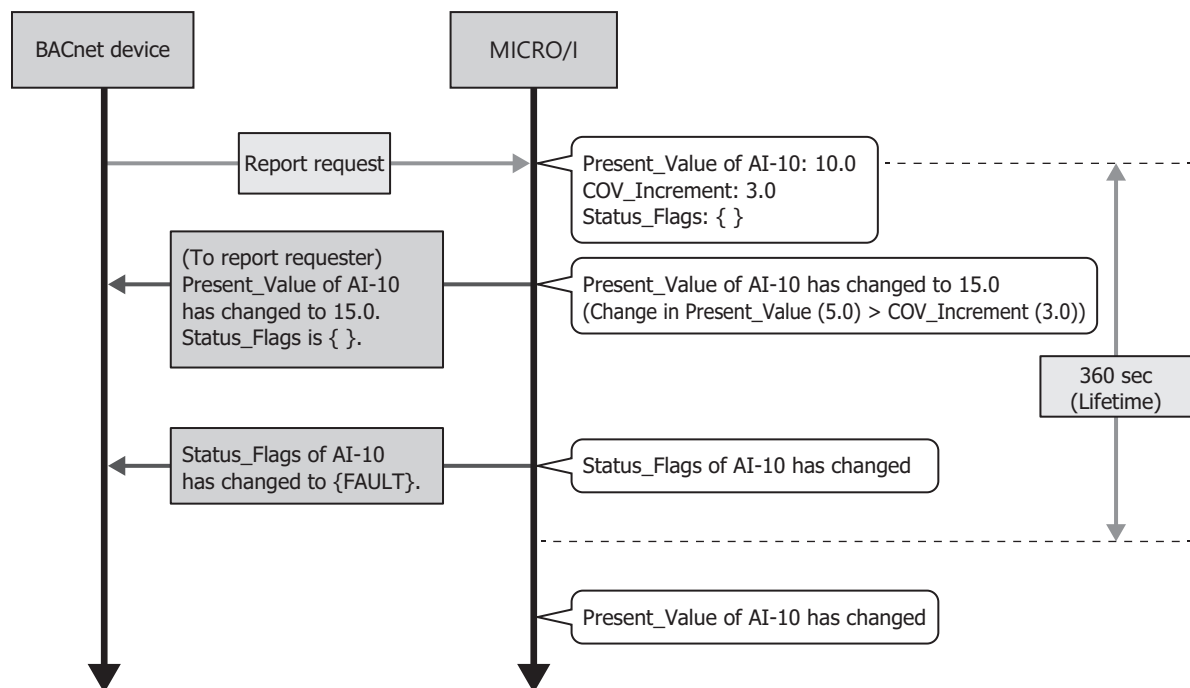 BACnet device
MICRO/I
Report request
Present_Value of AI-10: 10.0
COV_Increment: 3.0
Status_Flags: { }
(To report requester)
Present_Value of AI-10
has changed to 15.0.
Status_Flags is { }.
Present_Value of AI-10 has changed to 15.0
(Change in Present_Value (5.0) > COV_Increment (3.0))
360 sec
(Lifetime)
Status_Flags of AI-10
has changed to {FAULT}.
Status_Flags of AI-10 has changed
Present_Value of AI-10 has changed